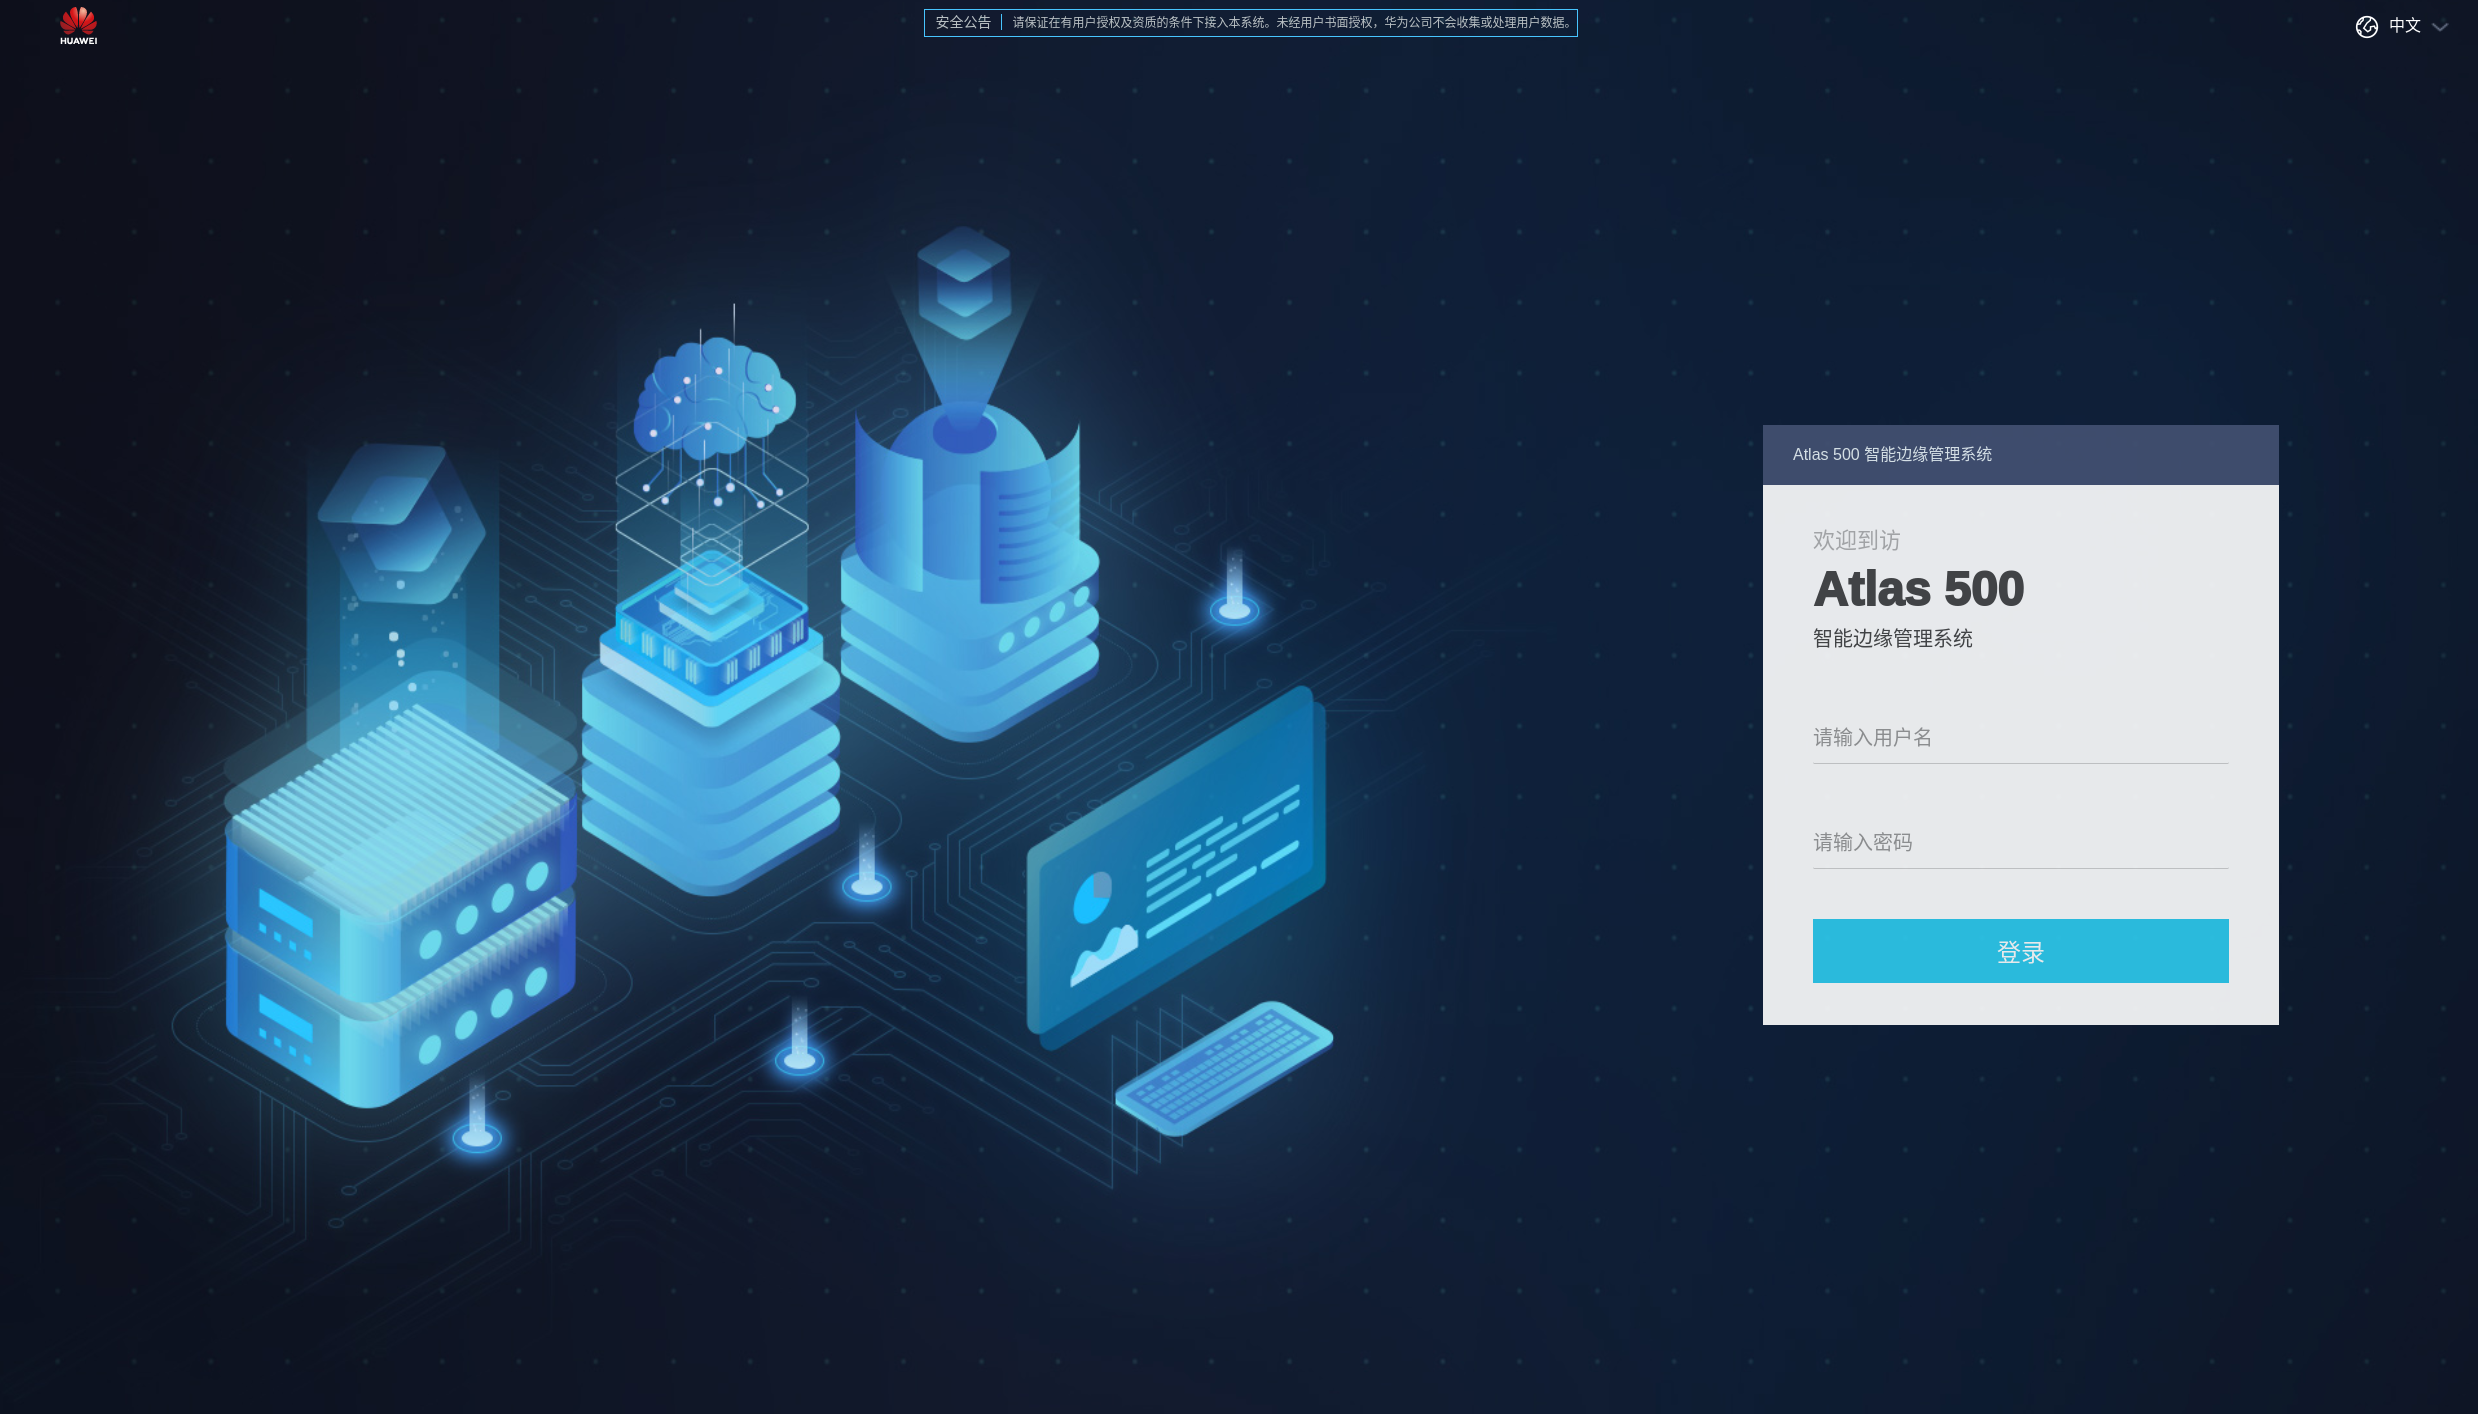 HUAWEI
安全公告 请保证在有用户授权及资质的条件下接入本系统。未经用户书面授权，华为公司不会收集或处理用户数据。
中文
Atlas 500 智能边缘管理系统
欢迎到访
Atlas 500
智能边缘管理系统
请输入用户名
请输入密码
登录